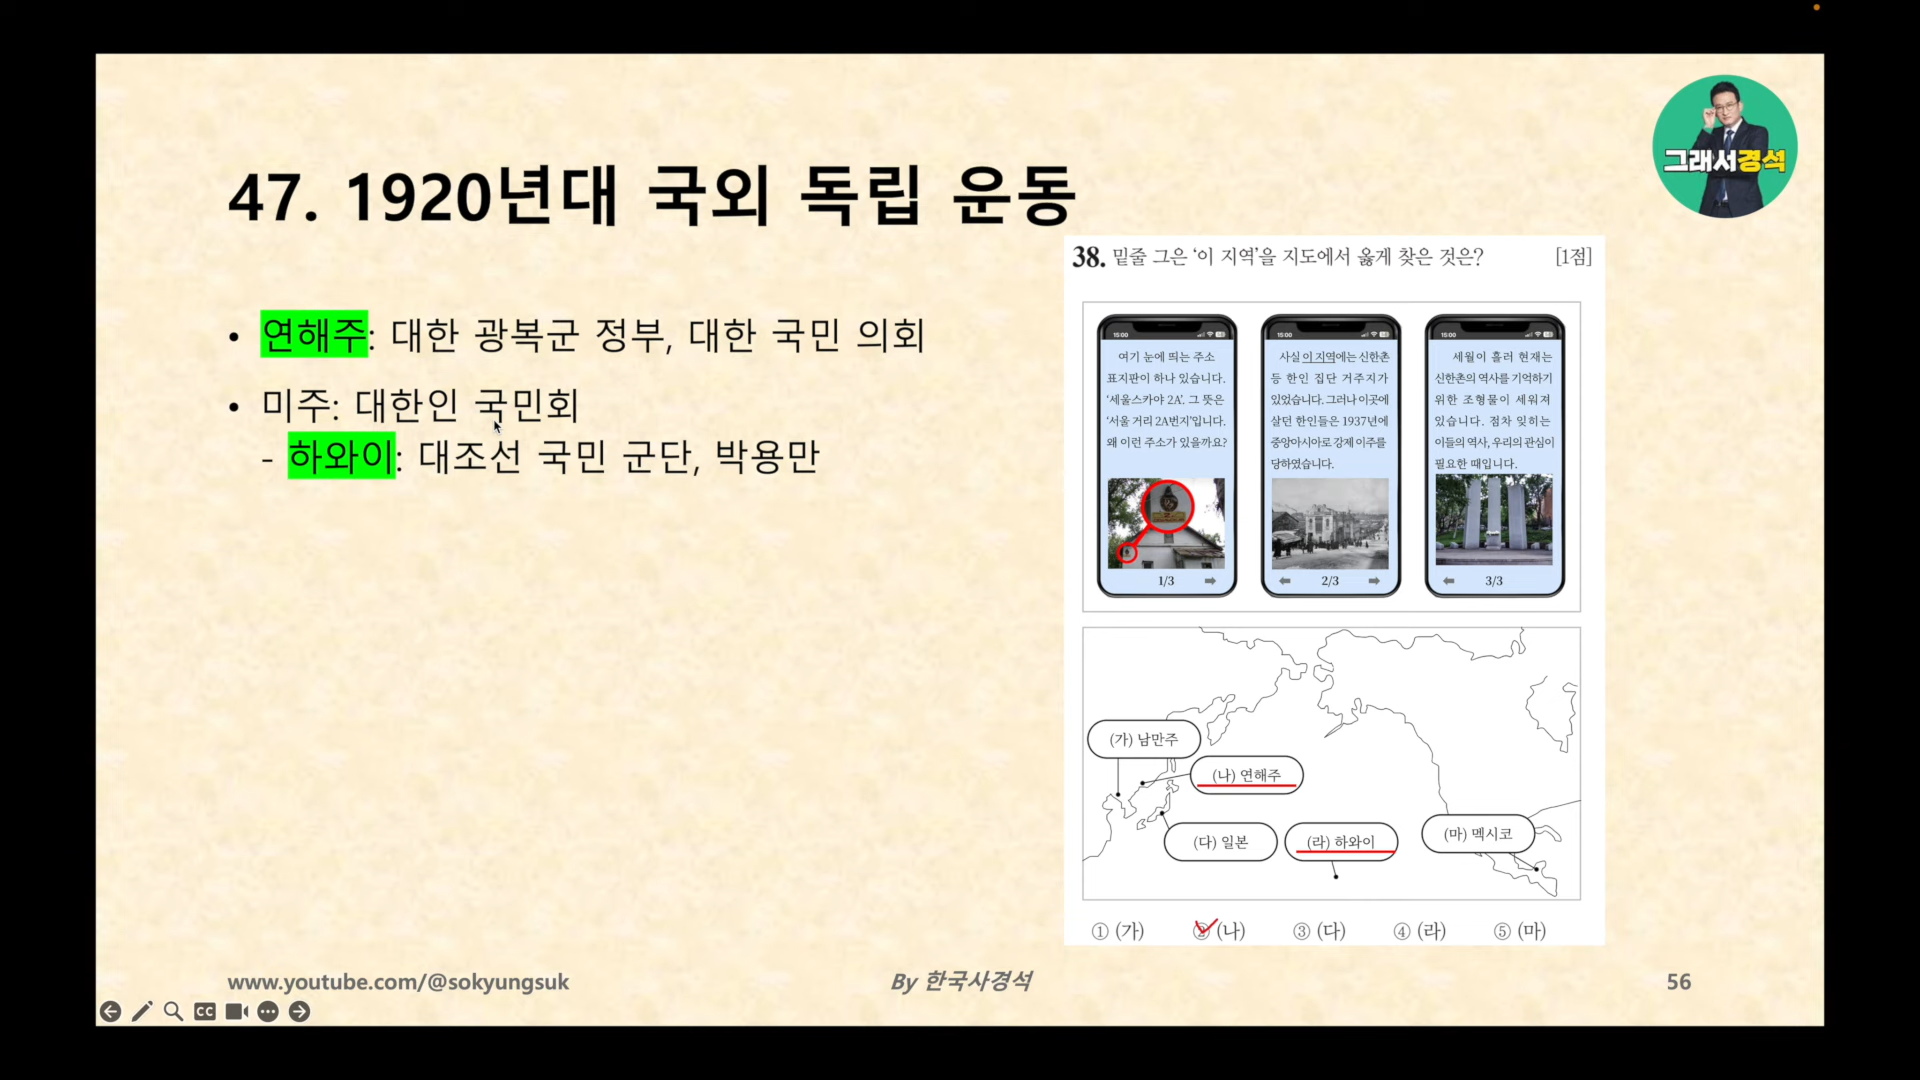 그래서경석
47. 1920년대 국외 독립 운동
• 연해주: 대한 광복군 정부, 대한 국민 의회
• 미주: 대한인 국민회
- 하와이: 대조선 국민 군단, 박용만
38. 밑줄 그은 ‘이 지역’을 지도에서 옳게 찾은 것은? [1점]
15:00
여기 눈에 띄는 주소
표지판이 하나 있습니다.
‘세울스카야 2A’. 그 뜻은
‘서울 거리 2A번지’입니다.
왜 이런 주소가 있을까요?
1/3
15:00
사실 이 지역에는 신한촌
등 한인 집단 거주지가
있었습니다. 그러나 이곳에
살던 한인들은 1937년에
중앙아시아로 강제 이주를
당하였습니다.
2/3
15:00
세월이 흘러 현재는
신한촌의 역사를 기억하기
위한 조형물이 세워져
있습니다. 점차 잊히는
이들의 역사, 우리의 관심이
필요한 때입니다.
3/3
(가) 남만주
(나) 연해주
(다) 일본
(라) 하와이
(마) 멕시코
① (가) ② (나) ③ (다) ④ (라) ⑤ (마)
www.youtube.com/@sokyungsuk
By 한국사경석
56
CC